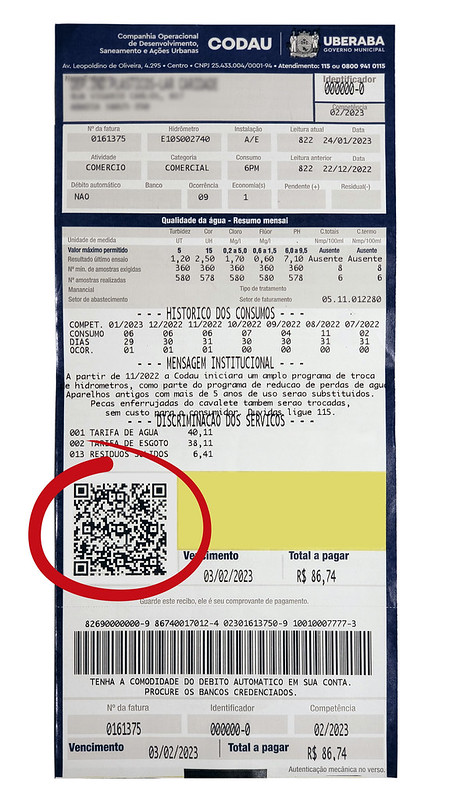 Companhia Operacional
de Desenvolvimento,
Saneamento e Ações Urbanas
CODAU
UBERABA
GOVERNO MUNICIPAL
Av. Leopoldino de Oliveira, 4.295 • Centro • CNPJ 25.433.004/0001-94 • Atendimento: 115 ou 0800 941 0115
Identificador
000000-0
Competência
02/2023
Nº da fatura Hidrômetro Instalação Leitura atual Data
0161375 E10S002740 A/E 822 24/01/2023
Atividade Categoria Consumo Leitura anterior Data
COMERCIO COMERCIAL 6PM 822 22/12/2022
Débito automático Banco Ocorrência Economia(s) Pendente (+) Residual(-)
NAO 09 1
Qualidade da água - Resumo mensal
Turbidez Cor Cloro Flúor PH C.totais C.termo
Unidade de medida UT UH Mg/l Mg/l - Nmp/100ml Nmp/100ml
Valor máximo permitido 5 15 0,2 a 5,0 0,6 a 1,5 6,0 a 9,5 Ausente Ausente
Resultado último ensaio 1,20 2,50 1,70 0,60 7,10 Ausente Ausente
Nº mín. de amostras exigidas 360 360 360 360 360 8 8
Nº amostras realizadas 580 578 580 580 578 6 6
Manancial Tipo de tratamento
Setor de abastecimento Setor de faturamento 05.11.012280
- - - HISTORICO DOS CONSUMOS - - -
COMPET. 01/2023 12/2022 11/2022 10/2022 09/2022 08/2022 07/2022
CONSUMO 06 06 06 07 04 11 02
DIAS 29 30 31 30 30 31 31
OCOR. 01 01 01 00 00 00 00
- - - MENSAGEM INSTITUCIONAL - - -
A partir de 11/2022 a Codau iniciara um amplo programa de troca
e hidrometros, como parte do programa de reducao de perdas de agua
Aparelhos antigos com mais de 5 anos de uso serao substituidos.
Pecas enferrujadas do cavalete tambem serao trocadas,
sem custo para o consumidor. Duvidas ligue 115.
- - - DISCRIMINACAO DOS SERVICOS - - -
001 TARIFA DE AGUA 40,11
002 TARIFA DE ESGOTO 38,11
013 RESIDUOS SOLIDOS 6,41
Vencimento Total a pagar
03/02/2023 R$ 86,74
Guarde este recibo, ele é seu comprovante de pagamento.
82690000000-9 86740017012-4 02301613750-9 10010007777-3
TENHA A COMODIDADE DO DEBITO AUTOMATICO EM SUA CONTA.
PROCURE OS BANCOS CREDENCIADOS.
Nº da fatura Identificador Competência
0161375 000000-0 02/2023
Vencimento 03/02/2023 Total a pagar R$ 86,74
Autenticação mecânica no verso.